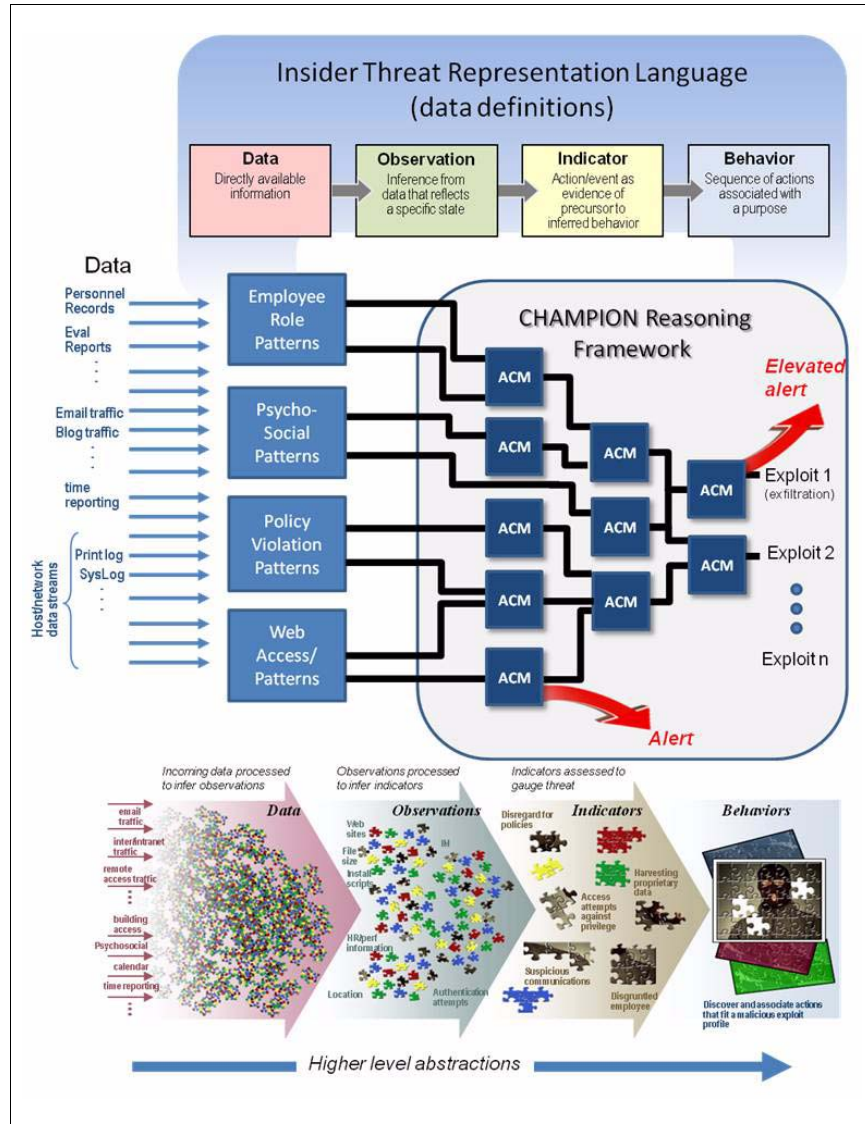 Insider Threat Representation Language
(data definitions)
Data
Directly available
information
Observation
Inference from
data that reflects
a specific state
Indicator
Action/event as
evidence of
precursor to
inferred behavior
Behavior
Sequence of actions
associated with
a purpose
Data
Personnel
Records
Eval
Reports
Email traffic
Blog traffic
time
reporting
Host/network
data streams
Print log
SysLog
Employee
Role
Patterns
Psycho-
Social
Patterns
Policy
Violation
Patterns
Web
Access/
Patterns
CHAMPION Reasoning
Framework
ACM
ACM
ACM
ACM
ACM
ACM
ACM
ACM
ACM
ACM
Elevated
alert
Exploit 1
(exfiltration)
Exploit 2
Exploit n
Alert
Incoming data processed
to infer observations
Observations processed
to infer indicators
Indicators assessed to
gauge threat
Data
Observations
Indicators
Behaviors
email
traffic
inter/intranet
traffic
remote
access traffic
building
access
Psychosocial
calendar
time reporting
Web
sites
IM
File
size
Install
scripts
HR/perf
information
Location
Authentication
attempts
Disregard for
policies
Harvesting
proprietary
data
Access
attempts
against
privilege
Suspicious
communications
Disgruntled
employee
Discover and associate actions
that fit a malicious exploit
profile
Higher level abstractions